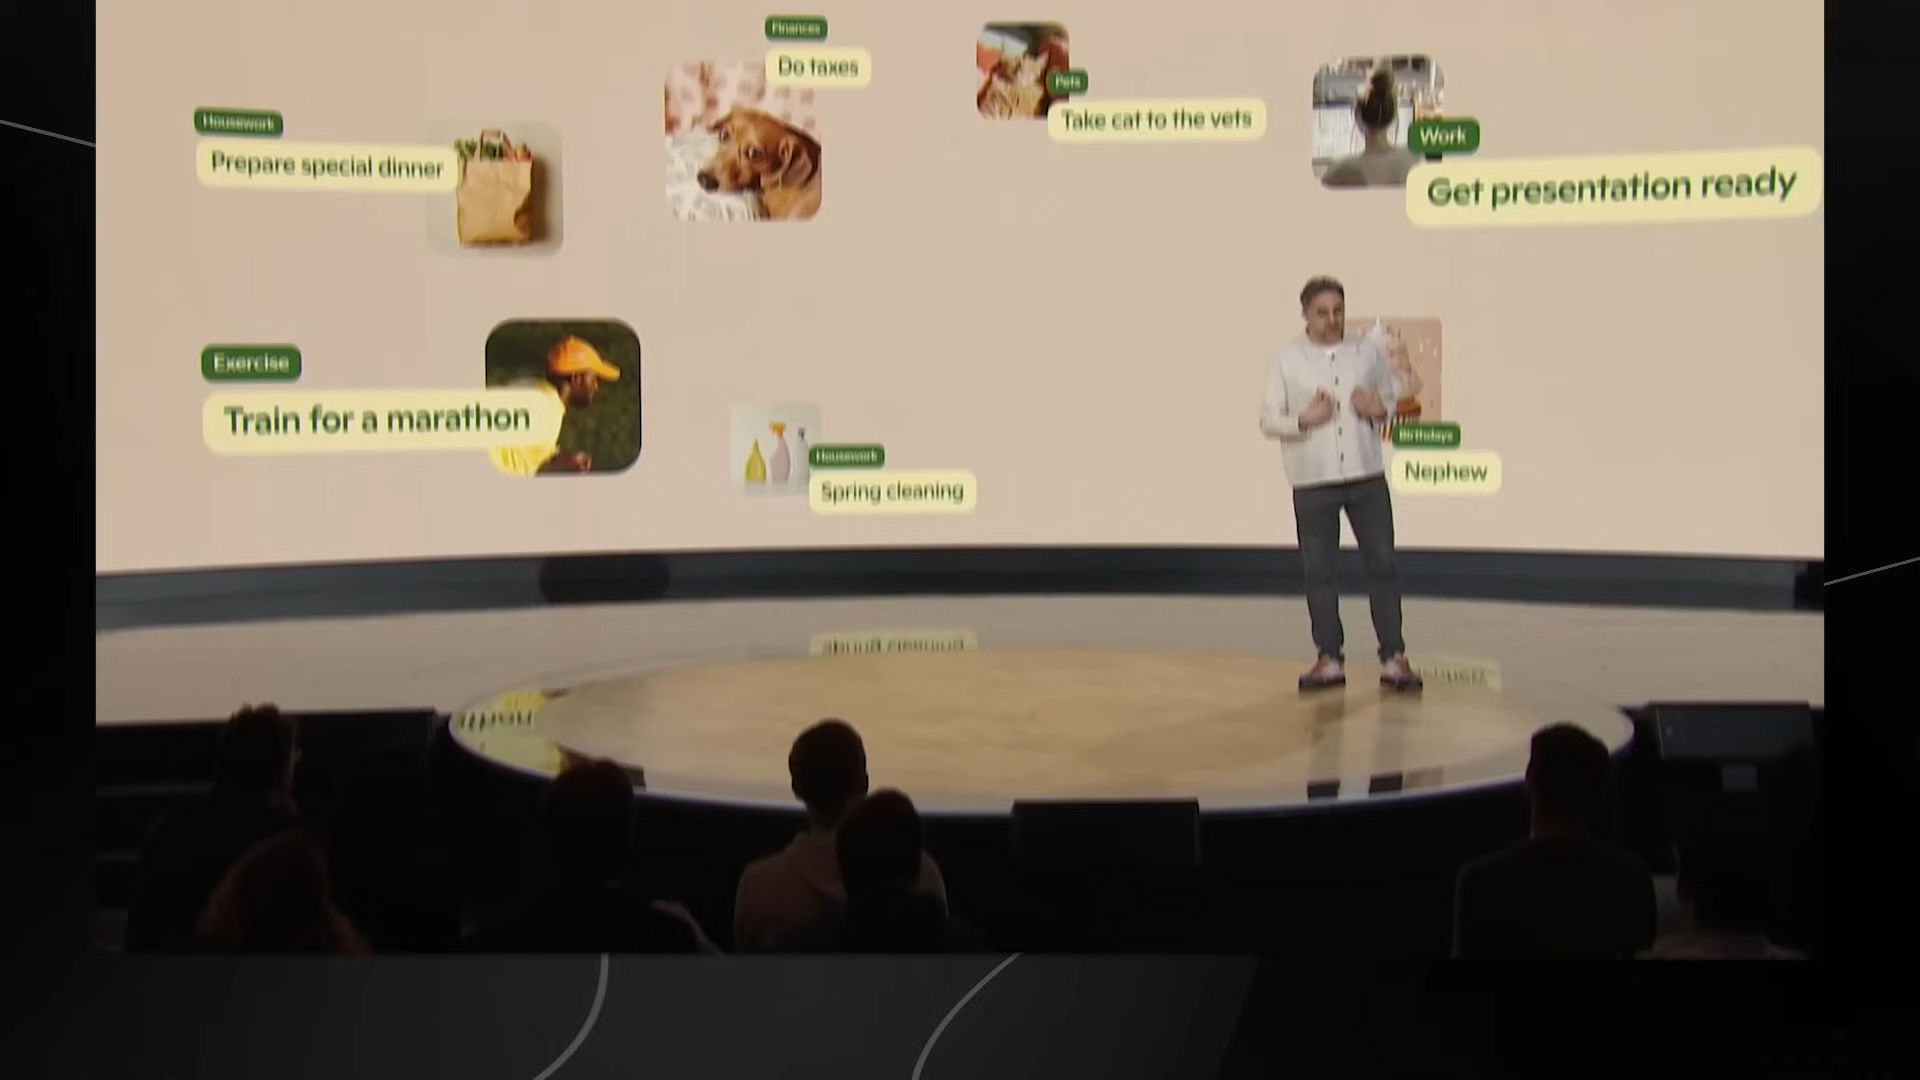 Finances
Do taxes
Pets
Take cat to the vets
Housework
Prepare special dinner
Work
Get presentation ready
Exercise
Train for a marathon
Housework
Spring cleaning
Birthdays
Nephew